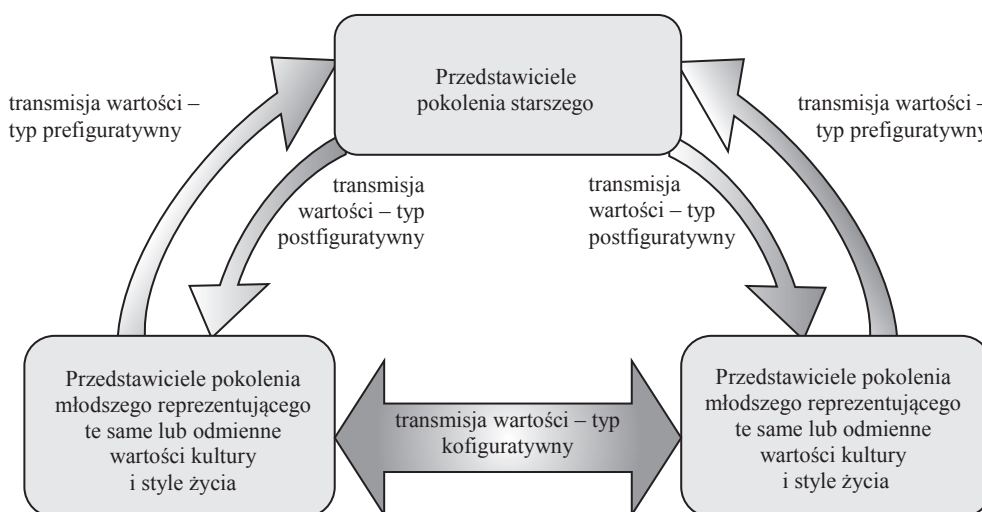 Przedstawiciele
pokolenia starszego
transmisja wartości –
typ prefiguratywny
transmisja wartości –
typ prefiguratywny
transmisja
wartości – typ
postfiguratywny
transmisja
wartości – typ
postfiguratywny
Przedstawiciele pokolenia
młodszego reprezentującego
te same lub odmienne
wartości kultury
i style życia
transmisja wartości – typ
kofiguratywny
Przedstawiciele pokolenia
młodszego reprezentującego
te same lub odmienne
wartości kultury
i style życia